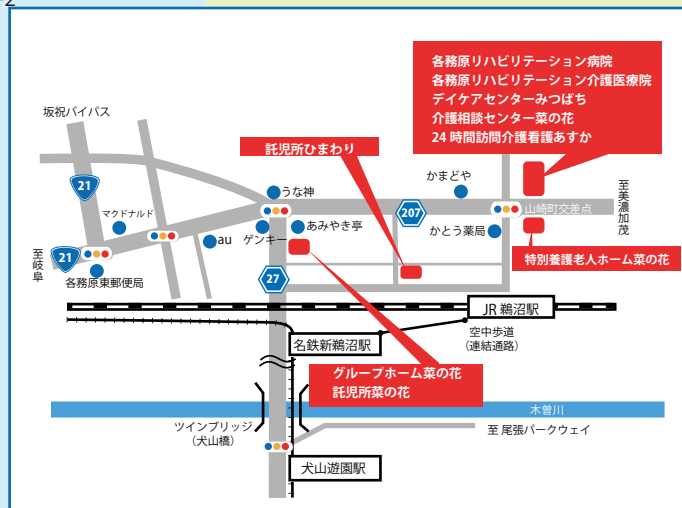 2
各務原リハビリテーション病院
各務原リハビリテーション介護医療院
デイケアセンターみつばち
介護相談センター菜の花
24 時間訪問介護看護あすか
坂祝バイパス
託児所ひまわり
かまどや
至美濃加茂
21
うな神
207
山崎町交差点
マクドナルド
あみやき亭
かとう薬局
au
ゲンキー
至岐阜
21
特別養護老人ホーム菜の花
各務原東郵便局
27
JR 鵜沼駅
空中歩道
(連結通路)
名鉄新鵜沼駅
グループホーム菜の花
託児所菜の花
木曽川
ツインブリッジ
(犬山橋)
至 尾張パークウェイ
犬山遊園駅